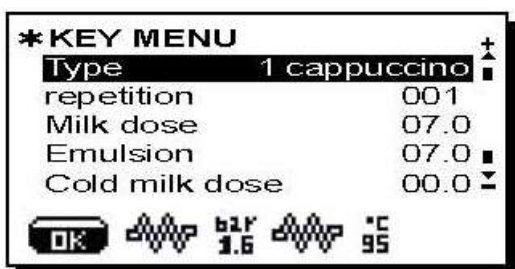 *KEY MENU
Type 1 cappuccino
repetition 001
Milk dose 07.0
Emulsion 07.0
Cold milk dose 00.0
OK bar 1.6 °C 95